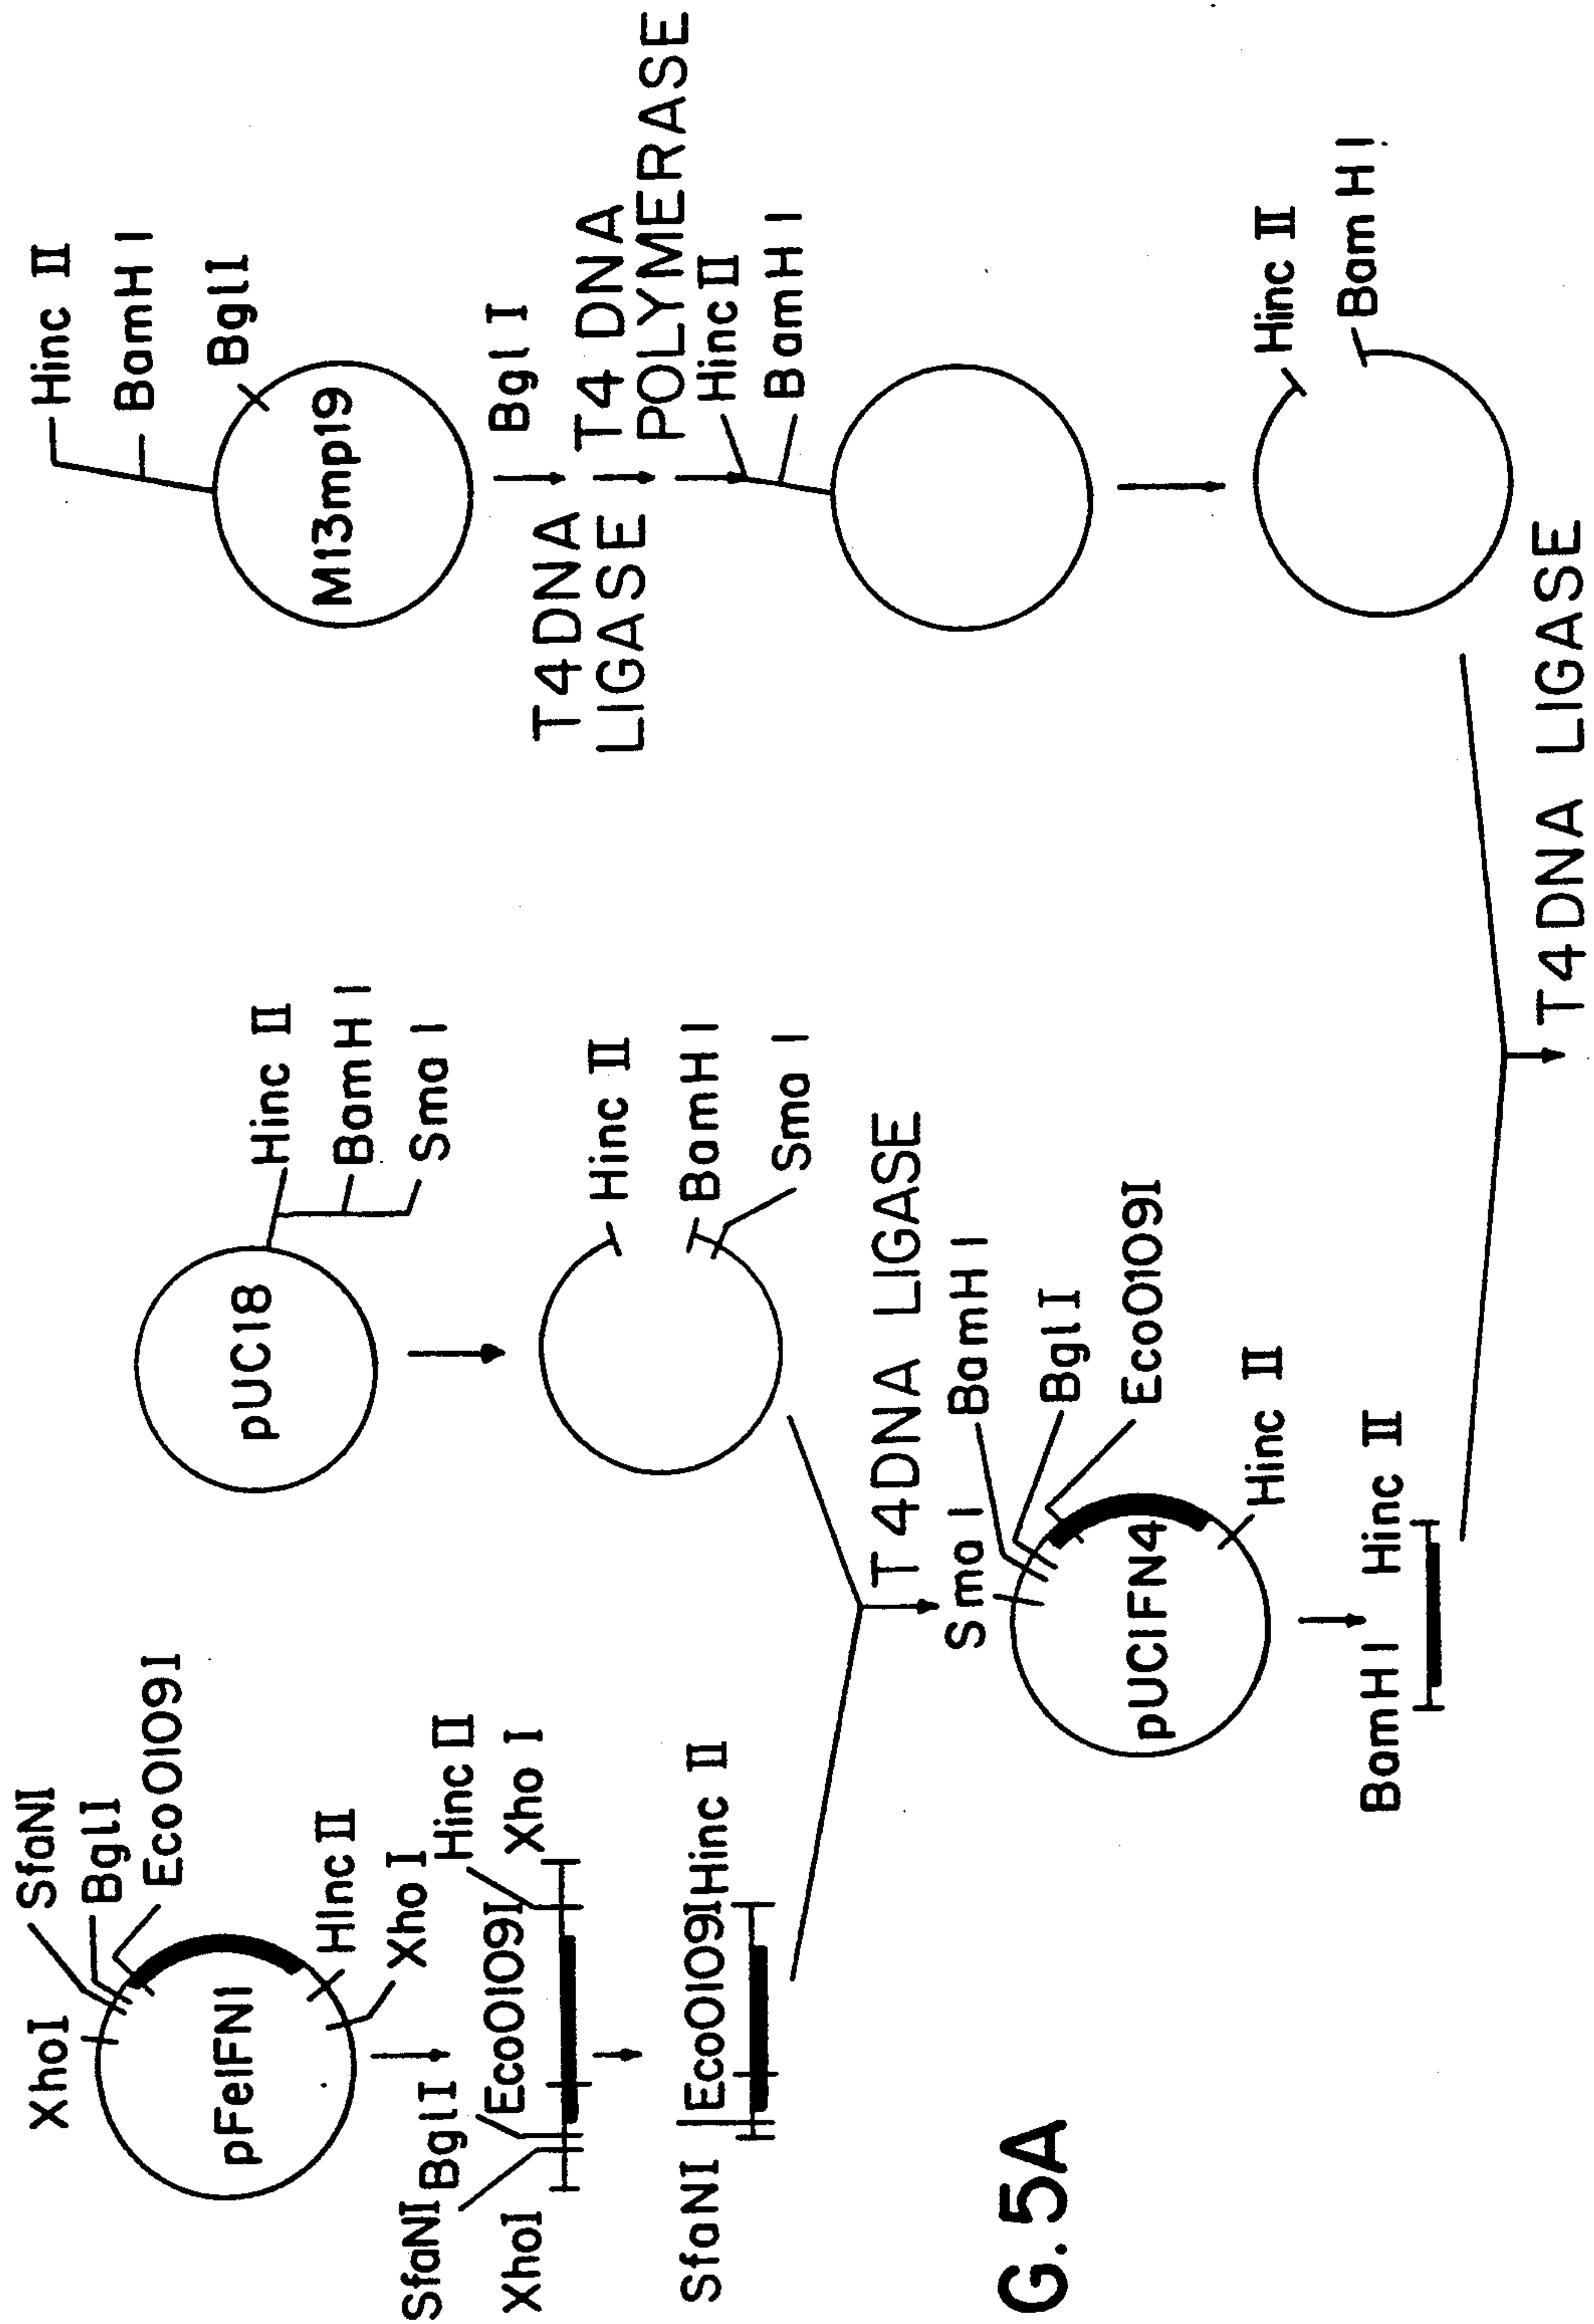 XhoI
SfaNI
BglI
EcoO109I
pFeIFN1
Hinc II
Xho I
SfaNI
BglI
EcoO109I
Hinc II
XhoI
Xho I
SfaNI
EcoO109I
Hinc II
pUC18
Hinc II
BamH I
Sma I
Hinc II
BamH I
Sma I
T4DNA LIGASE
Sma I
BamH I
Bgl I
EcoO109I
pUCIFN4
Hinc II
BamH I
Hinc II
Hinc II
BamH I
BglI
M13mp19
Bgl I
T4DNA
LIGASE
T4 DNA
POLYMERASE
Hinc II
BamH I
Hinc II
BamH I
T4DNA LIGASE
G. 5A